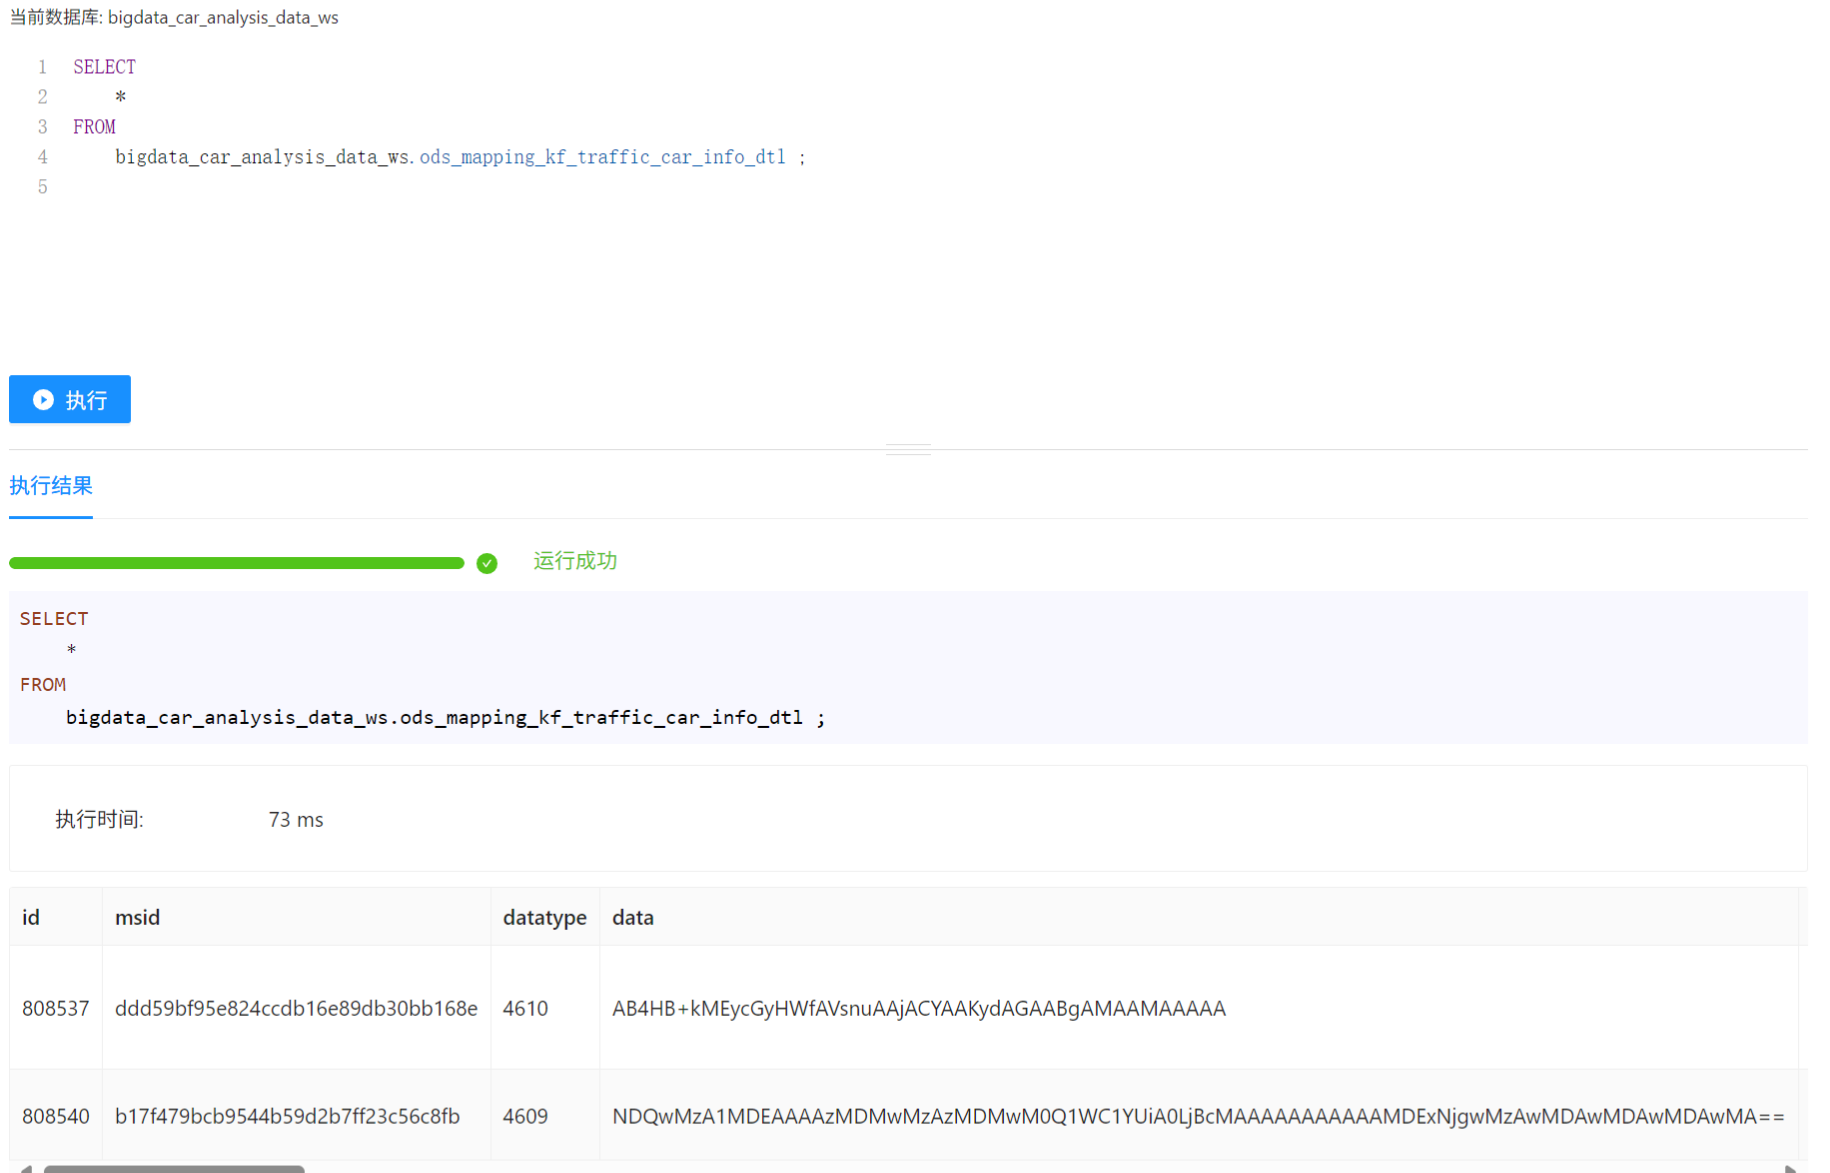 当前数据库: bigdata_car_analysis_data_ws
1 SELECT
2 *
3 FROM
4 bigdata_car_analysis_data_ws.ods_mapping_kf_traffic_car_info_dtl ;
5
执行
执行结果
运行成功
SELECT
*
FROM
bigdata_car_analysis_data_ws.ods_mapping_kf_traffic_car_info_dtl ;
执行时间: 73 ms
id msid datatype data
808537 ddd59bf95e824ccdb16e89db30bb168e 4610 AB4HB+kMEycGyHWfAVsnuAAjACYAAKydAGAABgAMAAMAAAAA
808540 b17f479bcb9544b59d2b7ff23c56c8fb 4609 NDQwMzA1MDEAAAAzMDMwMzAzMDMwM0Q1WC1YUiA0LjBcMAAAAAAAAAAAMDExNjgwMzAwMDAwMDAwMDAwMA==